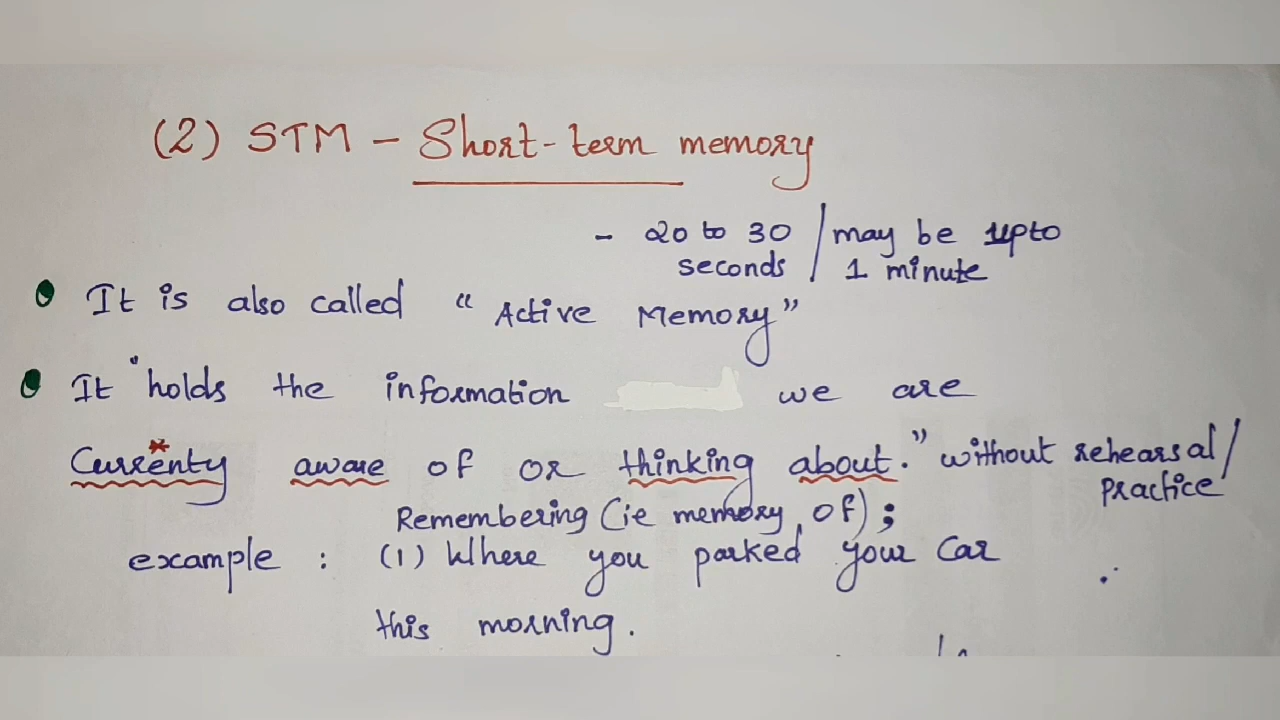 (2) STM - Short-term memory
- 20 to 30 / may be upto
seconds / 1 minute
It is also called "Active Memory"
It "holds the information we are
Currenty aware of or thinking about." without rehearsal/
practice
Remembering (ie memory of);
example : (1) Where you parked your Car
this morning.